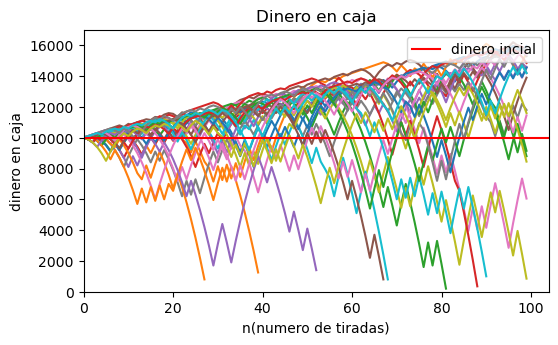 Dinero en caja
dinero incial
dinero en caja
16000
14000
12000
10000
8000
6000
4000
2000
0
0 20 40 60 80 100
n(numero de tiradas)